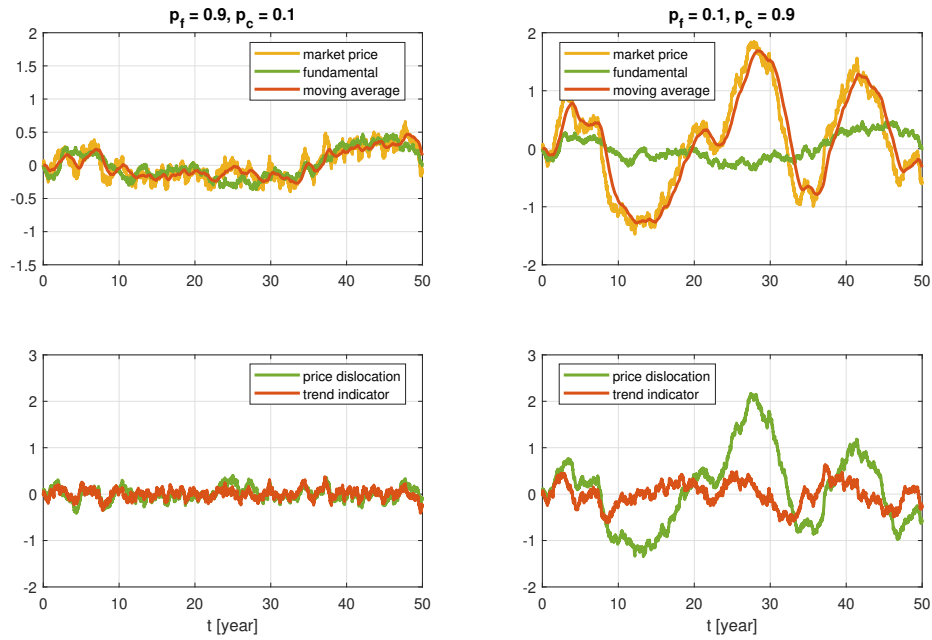 p_f = 0.9, p_c = 0.1
2
1.5
1
0.5
0
-0.5
-1
-1.5
0 10 20 30 40 50
market price
fundamental
moving average
p_f = 0.1, p_c = 0.9
2
1
0
-1
-2
0 10 20 30 40 50
market price
fundamental
moving average
3
2
1
0
-1
-2
0 10 20 30 40 50
t [year]
price dislocation
trend indicator
3
2
1
0
-1
-2
0 10 20 30 40 50
t [year]
price dislocation
trend indicator